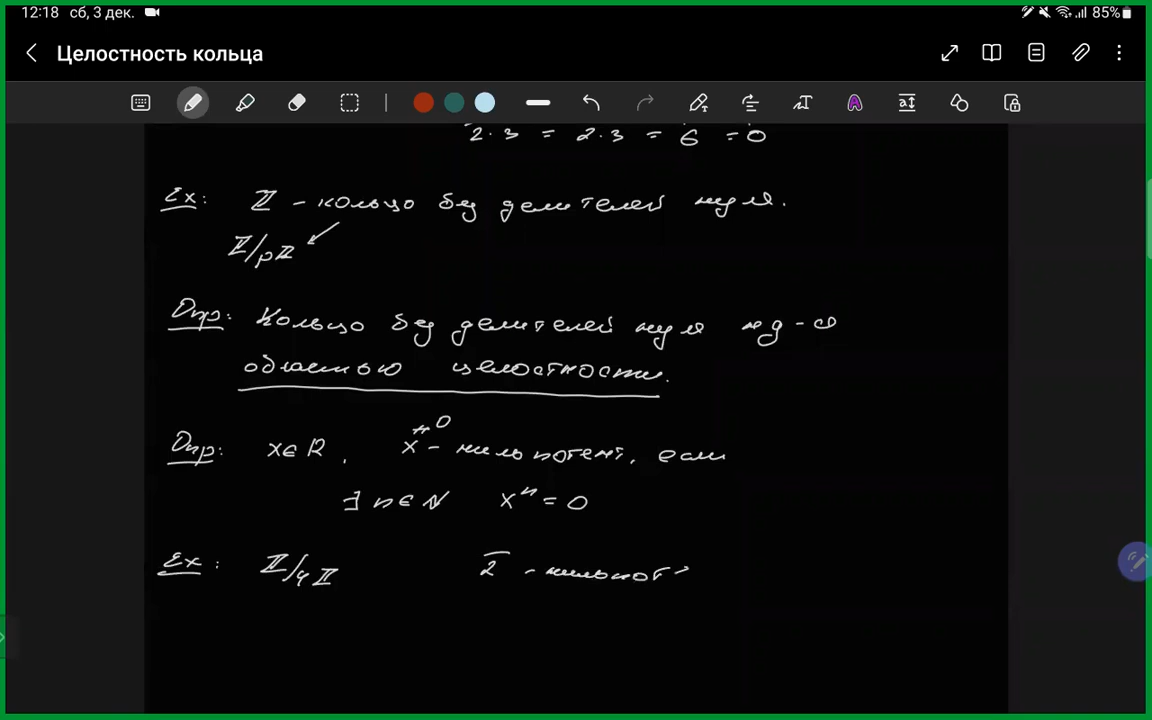 12:18 сб, 3 дек. 85%
Целостность кольца
2·3 = 2·3 = 6 = 0
Ex: ℤ - кольцо без делителей нуля.
ℤ/pℤ
Опр: Кольцо без делителей нуля наз-ся
областью целостности.
Опр: x∈R, x≠0 - нильпотент, если
∃ n∈N xⁿ = 0
Ex: ℤ/4ℤ 2̅ - нильпот